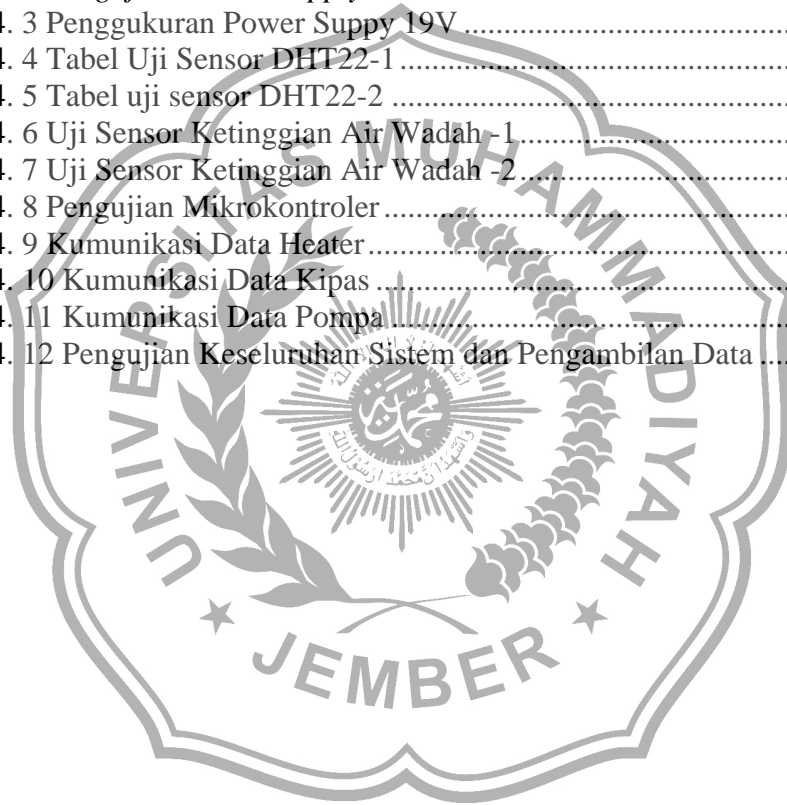 4. 3 Penggukuran Power Suppy 19V ........................................................
4. 4 Tabel Uji Sensor DHT22-1 ........................................................
4. 5 Tabel uji sensor DHT22-2 ........................................................
4. 6 Uji Sensor Ketinggian Air Wadah -1 ........................................
4. 7 Uji Sensor Ketinggian Air Wadah -2 ........................................
4. 8 Pengujian Mikrokontroler ........................................................
4. 9 Kumunikasi Data Heater ........................................................
4. 10 Kumunikasi Data Kipas ........................................................
4. 11 Kumunikasi Data Pompa ........................................................
4. 12 Pengujian Keseluruhan Sistem dan Pengambilan Data ....
UNIVERSITAS MUHAMMADIYAH
JEMBER
محمد